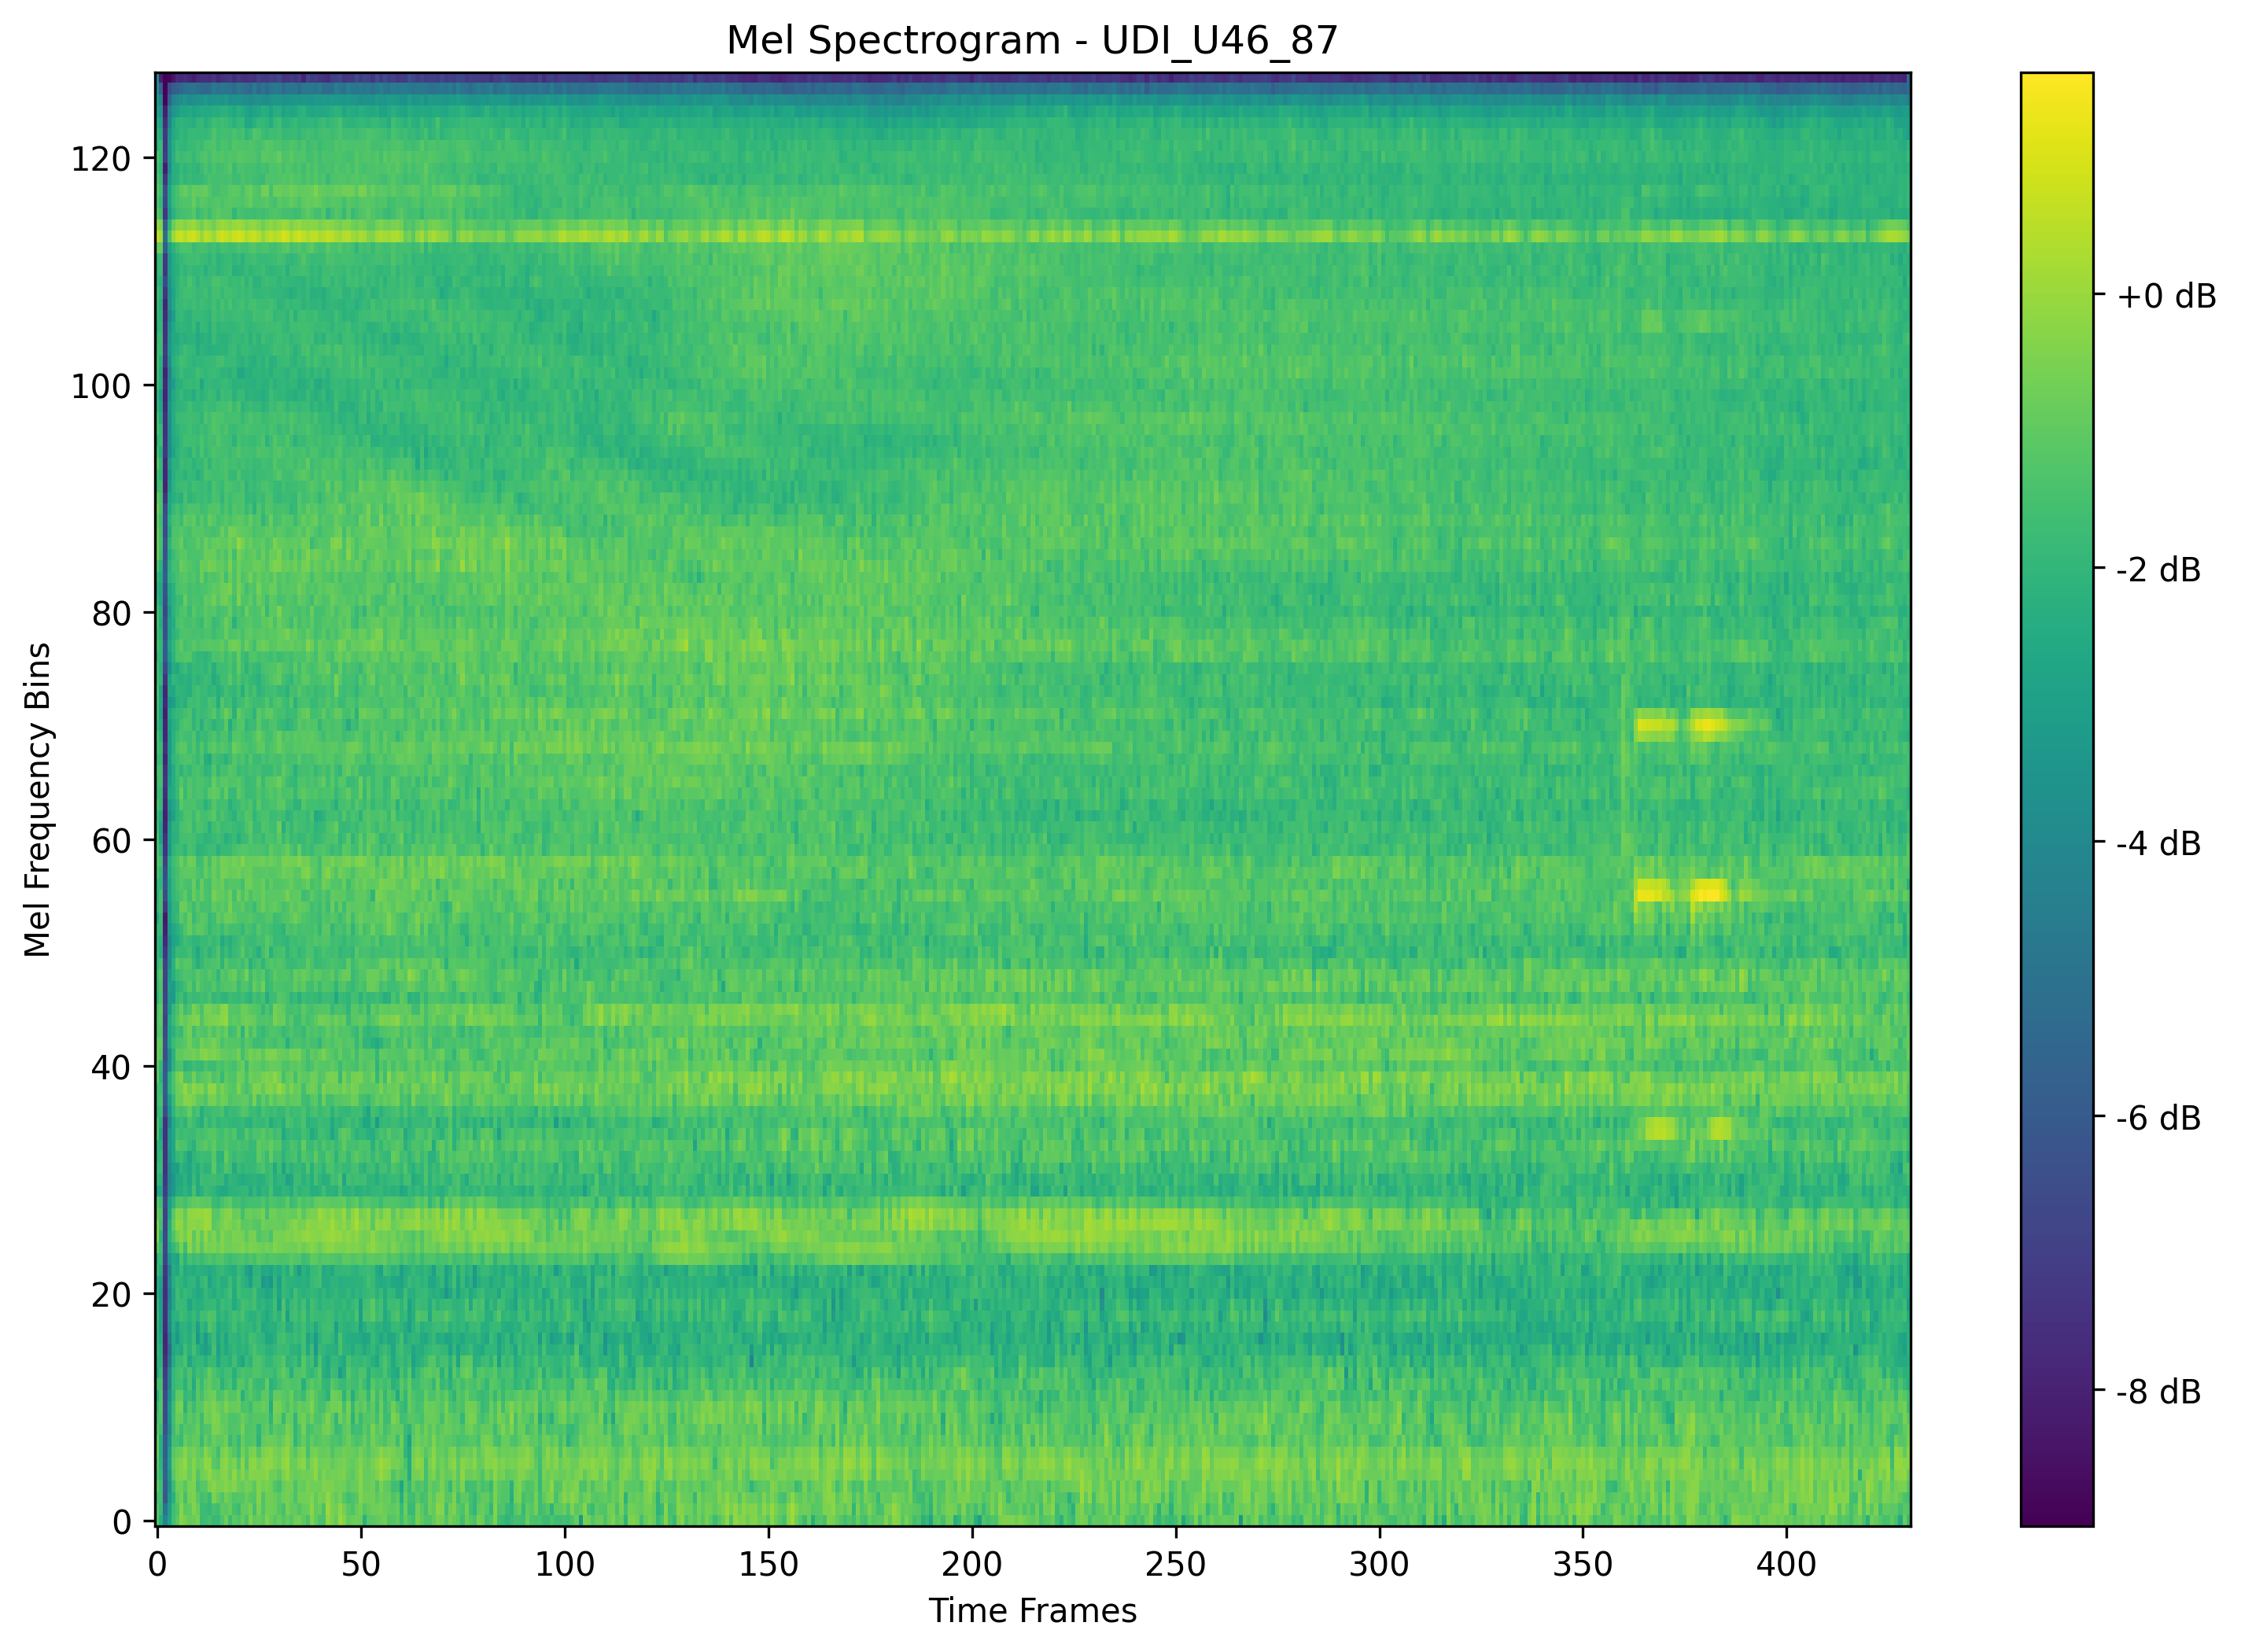 Mel Spectrogram - UDI_U46_87
Mel Frequency Bins
120
100
80
60
40
20
0
0 50 100 150 200 250 300 350 400
Time Frames
+0 dB
-2 dB
-4 dB
-6 dB
-8 dB